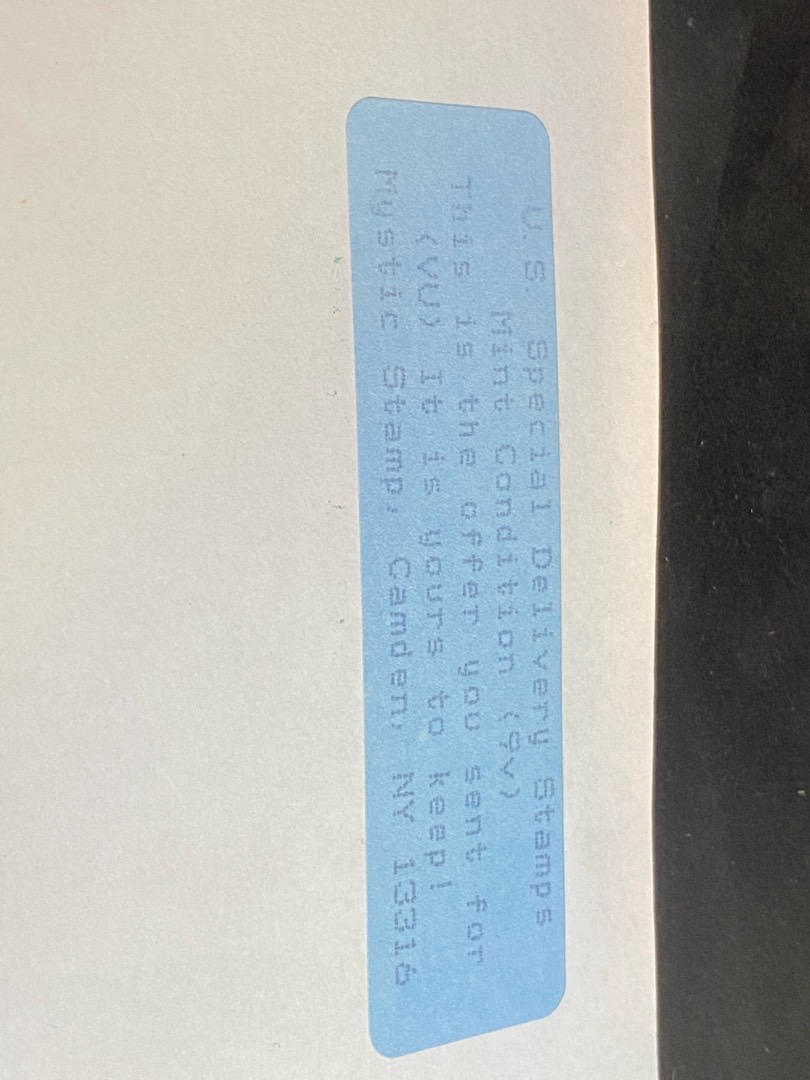 U.S. Special Delivery Stamps
Mint Condition (9v)
This is the offer you sent for
(VU) It is yours to keep!
Mystic Stamp, Camden, NY 13316